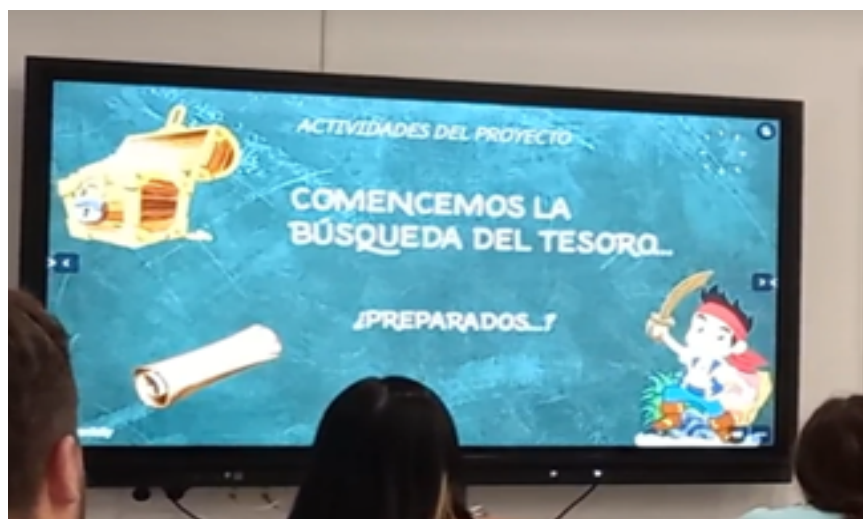 ACTIVIDADES DEL PROYECTO
COMENCEMOS LA
BÚSQUEDA DEL TESORO...
¿PREPARADOS...?